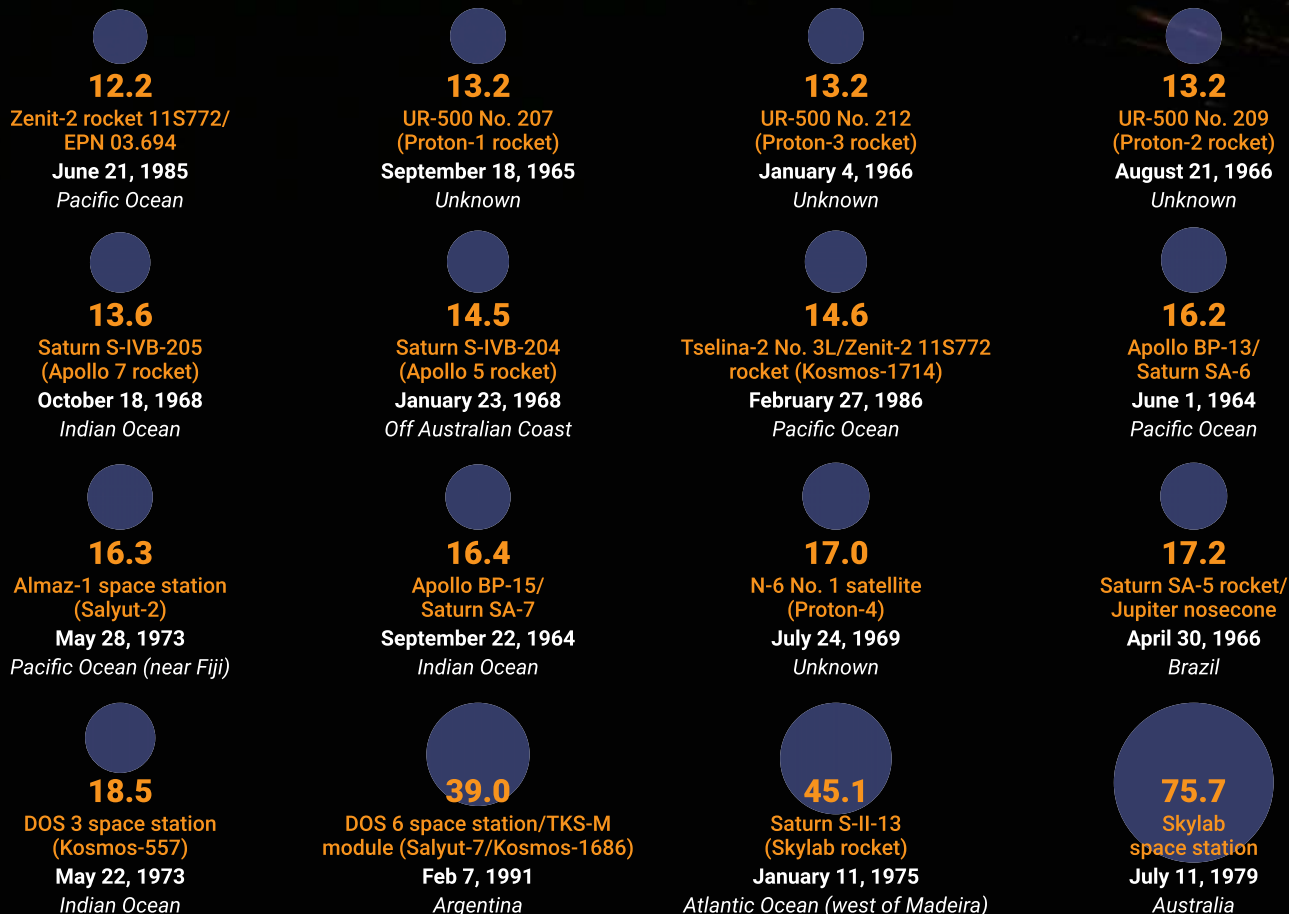 12.2
Zenit-2 rocket 11S772/
EPN 03.694
June 21, 1985
Pacific Ocean
13.2
UR-500 No. 207
(Proton-1 rocket)
September 18, 1965
Unknown
13.2
UR-500 No. 212
(Proton-3 rocket)
January 4, 1966
Unknown
13.2
UR-500 No. 209
(Proton-2 rocket)
August 21, 1966
Unknown
13.6
Saturn S-IVB-205
(Apollo 7 rocket)
October 18, 1968
Indian Ocean
14.5
Saturn S-IVB-204
(Apollo 5 rocket)
January 23, 1968
Off Australian Coast
14.6
Tselina-2 No. 3L/Zenit-2 11S772
rocket (Kosmos-1714)
February 27, 1986
Pacific Ocean
16.2
Apollo BP-13/
Saturn SA-6
June 1, 1964
Pacific Ocean
16.3
Almaz-1 space station
(Salyut-2)
May 28, 1973
Pacific Ocean (near Fiji)
16.4
Apollo BP-15/
Saturn SA-7
September 22, 1964
Indian Ocean
17.0
N-6 No. 1 satellite
(Proton-4)
July 24, 1969
Unknown
17.2
Saturn SA-5 rocket/
Jupiter nosecone
April 30, 1966
Brazil
18.5
DOS 3 space station
(Kosmos-557)
May 22, 1973
Indian Ocean
39.0
DOS 6 space station/TKS-M
module (Salyut-7/Kosmos-1686)
Feb 7, 1991
Argentina
45.1
Saturn S-II-13
(Skylab rocket)
January 11, 1975
Atlantic Ocean (west of Madeira)
75.7
Skylab
space station
July 11, 1979
Australia